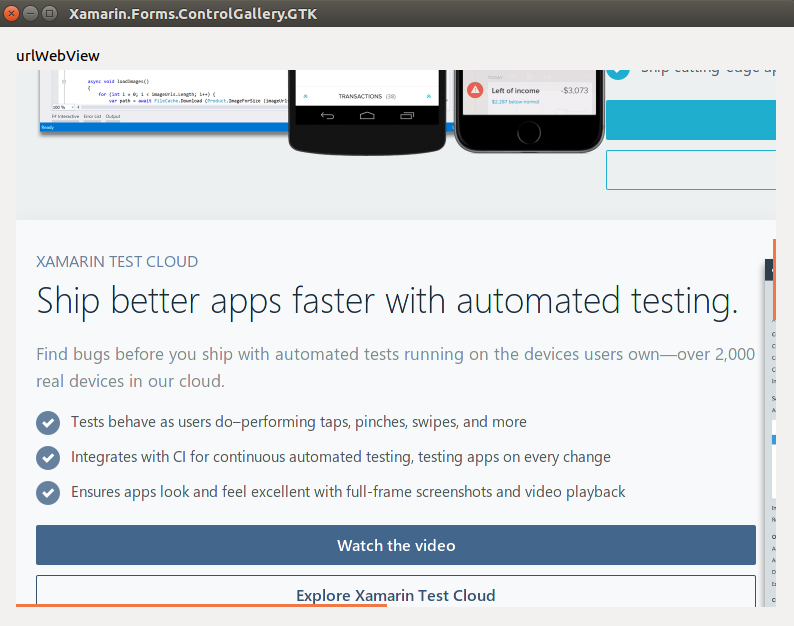 Xamarin.Forms.ControlGallery.GTK
urlWebView
async void loadImages()
{
for (int i = 0; i < imageUrls.Length; i++) {
var path = await FileCache.Download (Product.ImageForSize (imageUrls
100 %
F# Interactive Error List Output
Ready
TRANSACTIONS (38)
Left of income -$3,073
$2,287 below normal
XAMARIN TEST CLOUD
Ship better apps faster with automated testing.
Find bugs before you ship with automated tests running on the devices users own—over 2,000
real devices in our cloud.
Tests behave as users do–performing taps, pinches, swipes, and more
Integrates with CI for continuous automated testing, testing apps on every change
Ensures apps look and feel excellent with full-frame screenshots and video playback
Watch the video
Explore Xamarin Test Cloud